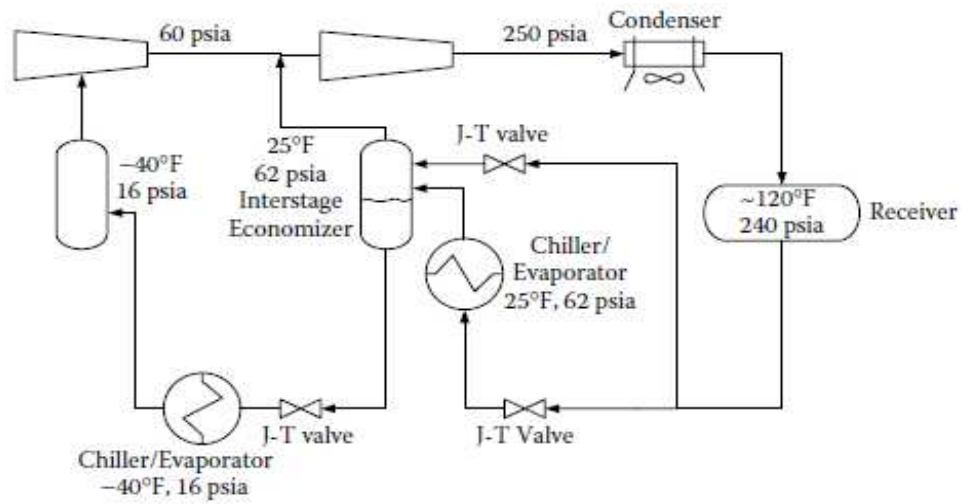 Condenser
60 psia
250 psia
J-T valve
−40°F
16 psia
25°F
62 psia
Interstage
Economizer
~120°F
240 psia
Receiver
Chiller/
Evaporator
25°F, 62 psia
J-T valve
J-T Valve
Chiller/Evaporator
−40°F, 16 psia